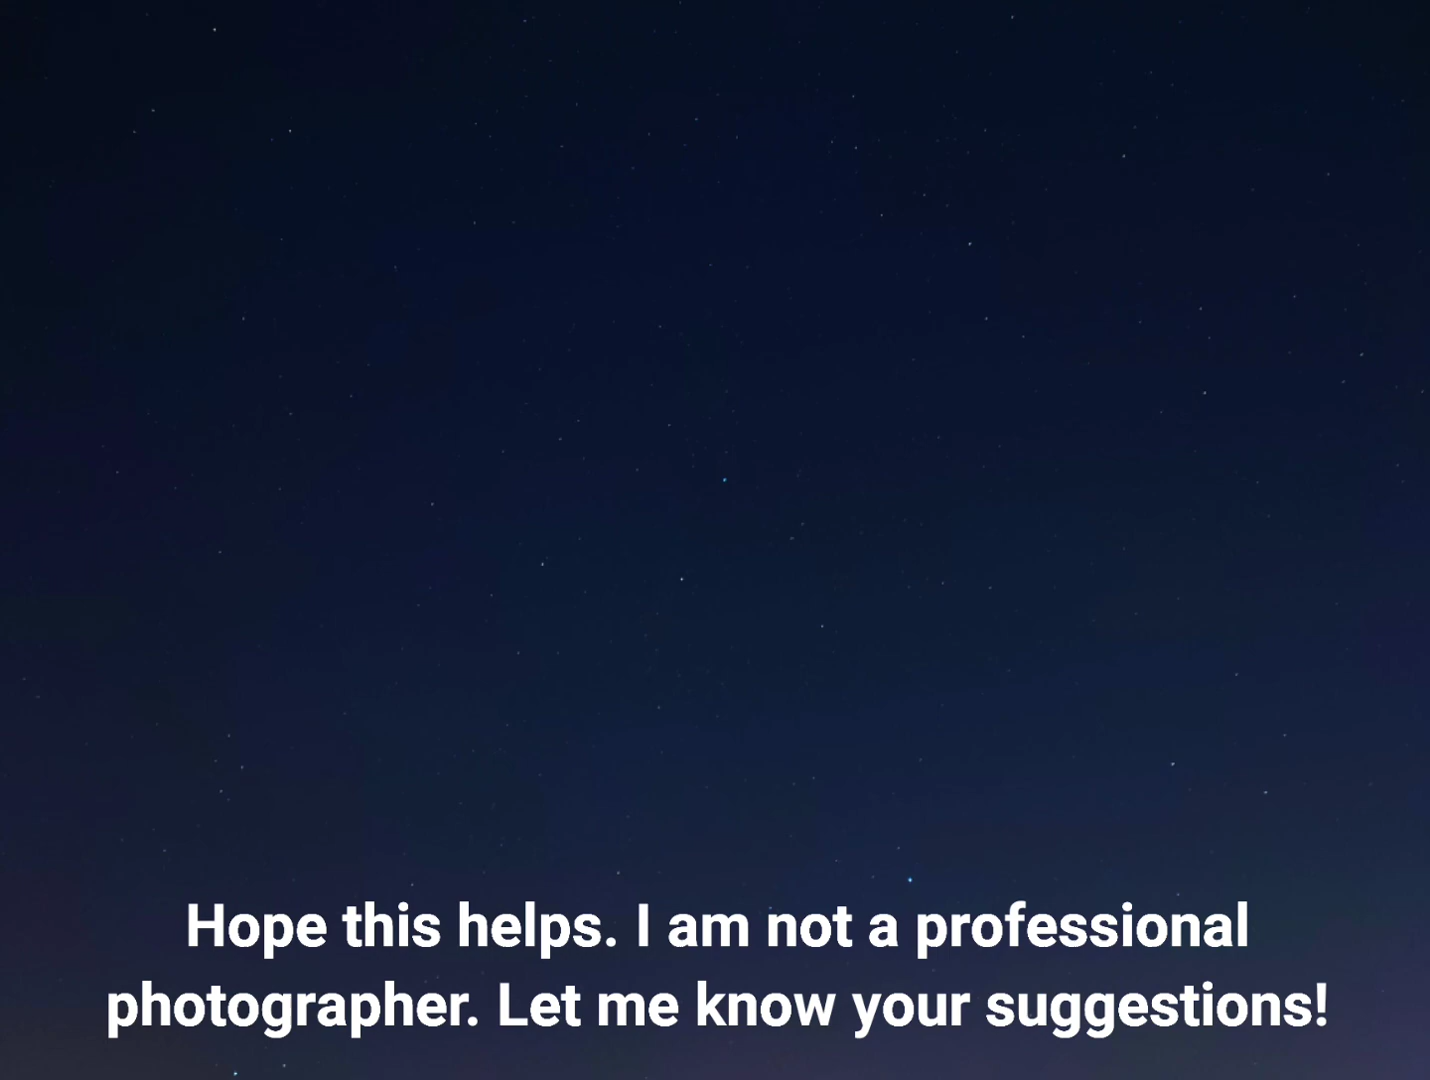 Hope this helps. I am not a professional
photographer. Let me know your suggestions!